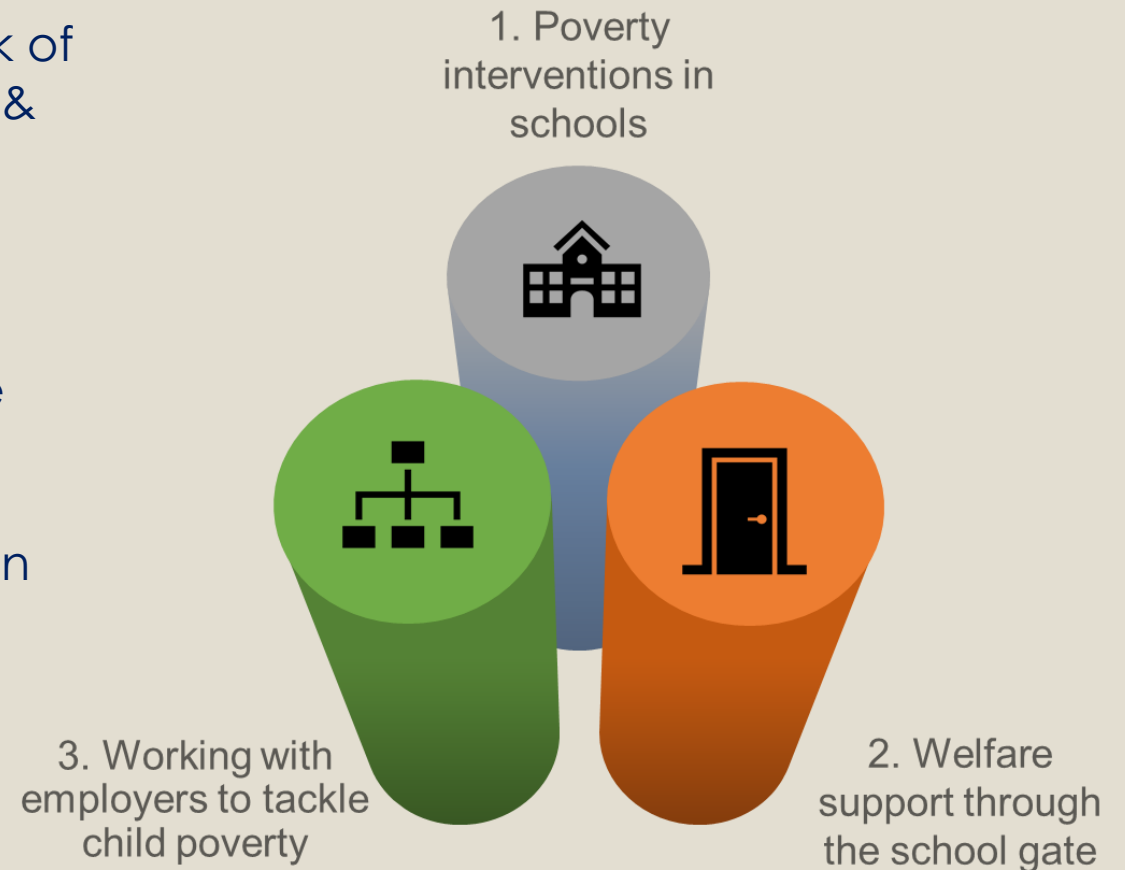 k of
&
e
n
1. Poverty
interventions in
schools
3. Working with
employers to tackle
child poverty
2. Welfare
support through
the school gate